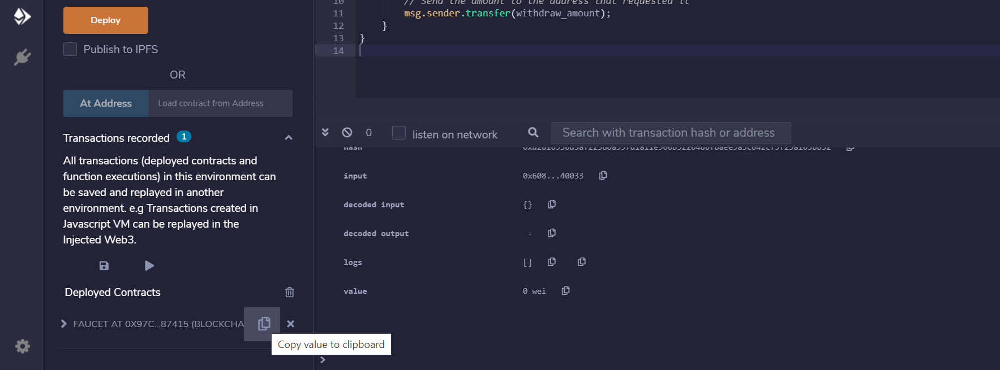 Deploy
Publish to IPFS
OR
At Address
Load contract from Address
Transactions recorded 1
All transactions (deployed contracts and
function executions) in this environment can
be saved and replayed in another
environment. e.g Transactions created in
Javascript VM can be replayed in the
Injected Web3.
Deployed Contracts
FAUCET AT 0X97C...87415 (BLOCKCHA
Copy value to clipboard
10 // Send the amount to the address that requested it
11 msg.sender.transfer(withdraw_amount);
12 }
13 }
14
0
listen on network
Search with transaction hash or address
hash
input 0x608...40033
decoded input {}
decoded output -
logs []
value 0 wei
>